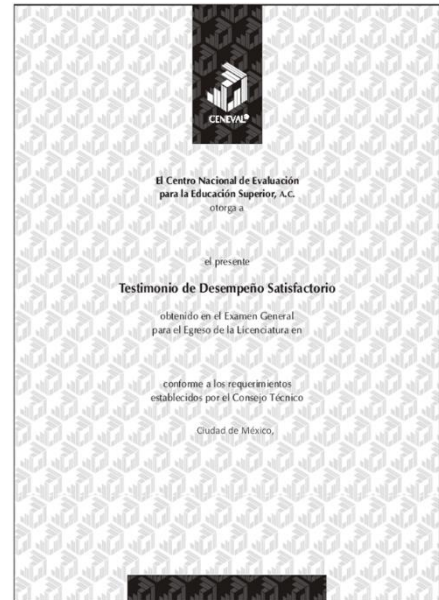 CENEVAL®
El Centro Nacional de Evaluación
para la Educación Superior, A.C.
otorga a
el presente
Testimonio de Desempeño Satisfactorio
obtenido en el Examen General
para el Egreso de la Licenciatura en
conforme a los requerimientos
establecidos por el Consejo Técnico
Ciudad de México,